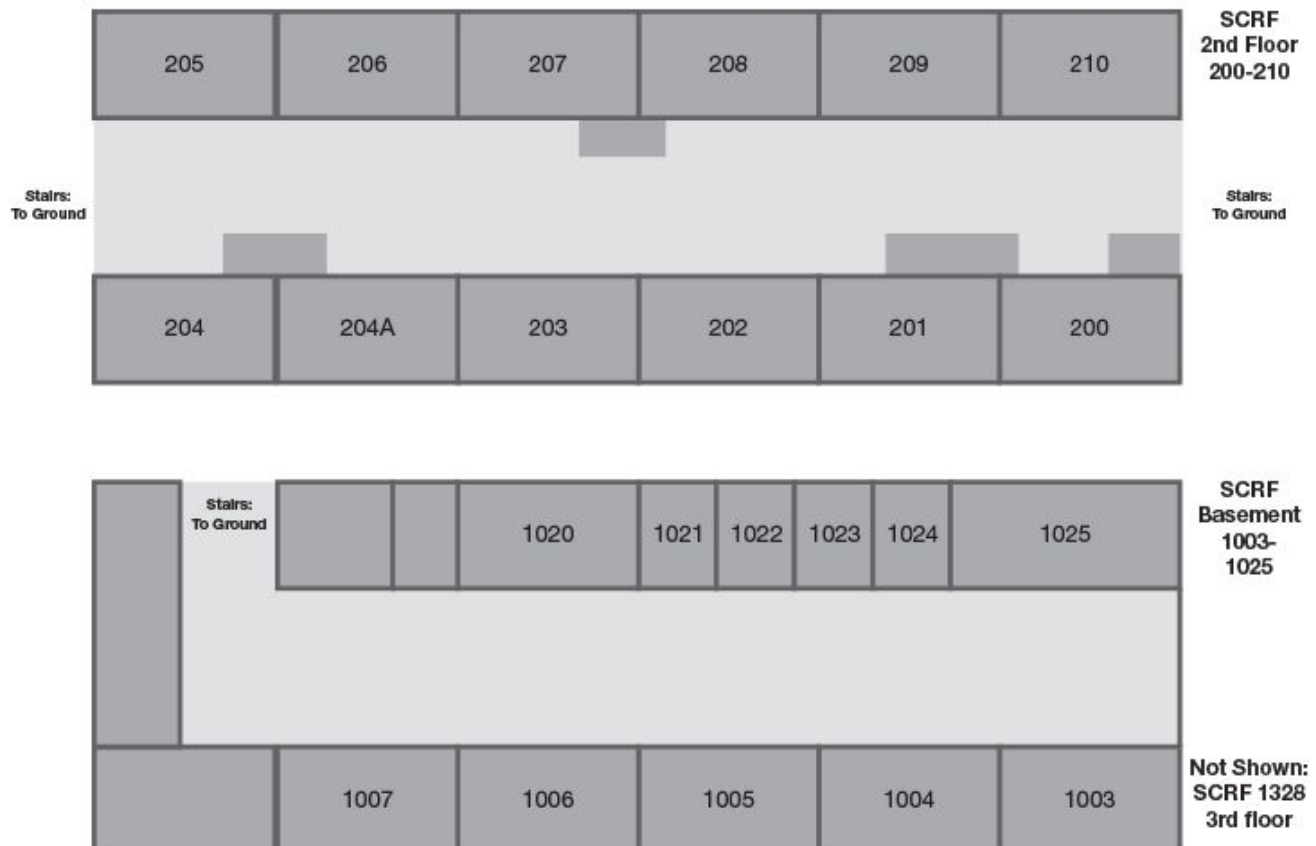 205
206
207
208
209
210
SCRF
2nd Floor
200-210
Stairs:
To Ground
Stairs:
To Ground
204
204A
203
202
201
200
Stairs:
To Ground
1020
1021
1022
1023
1024
1025
SCRF
Basement
1003-
1025
1007
1006
1005
1004
1003
Not Shown:
SCRF 1328
3rd floor